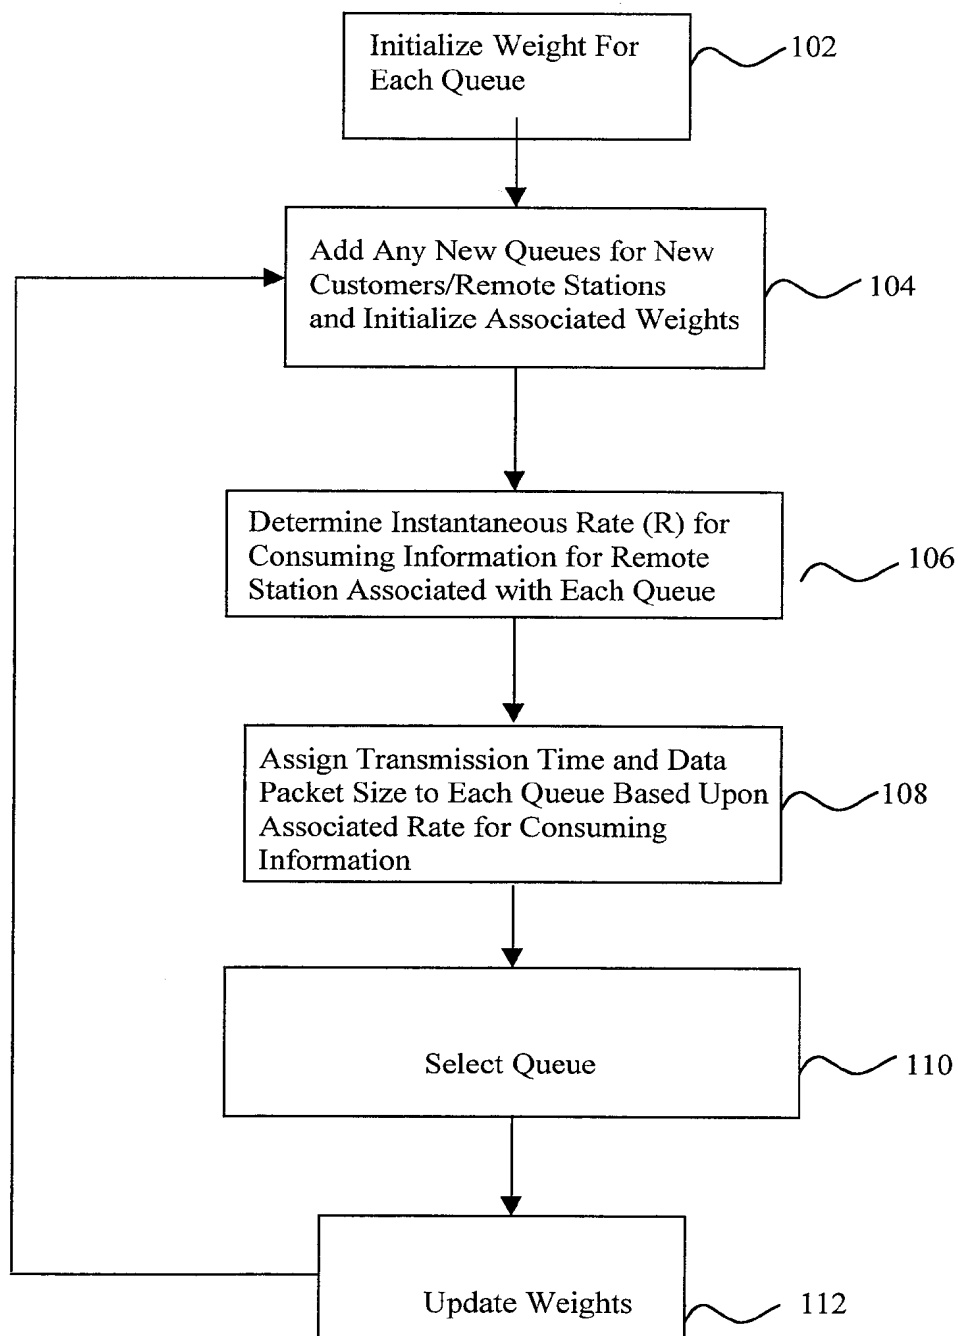 Initialize Weight For
Each Queue
102
Add Any New Queues for New
Customers/Remote Stations
and Initialize Associated Weights
104
Determine Instantaneous Rate (R) for
Consuming Information for Remote
Station Associated with Each Queue
106
Assign Transmission Time and Data
Packet Size to Each Queue Based Upon
Associated Rate for Consuming
Information
108
Select Queue
110
Update Weights
112